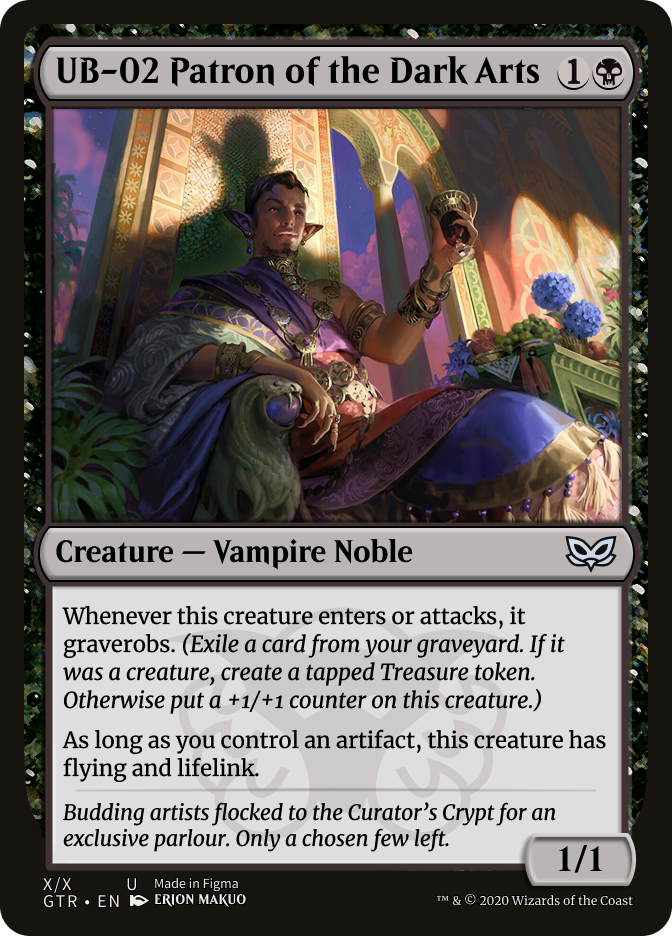 UB-02 Patron of the Dark Arts 1
Creature — Vampire Noble
Whenever this creature enters or attacks, it
graverobs. (Exile a card from your graveyard. If it
was a creature, create a tapped Treasure token.
Otherwise put a +1/+1 counter on this creature.)
As long as you control an artifact, this creature has
flying and lifelink.
Budding artists flocked to the Curator's Crypt for an
exclusive parlour. Only a chosen few left.
1/1
X/X U Made in Figma
GTR • EN ERION MAKUO ™ & © 2020 Wizards of the Coast